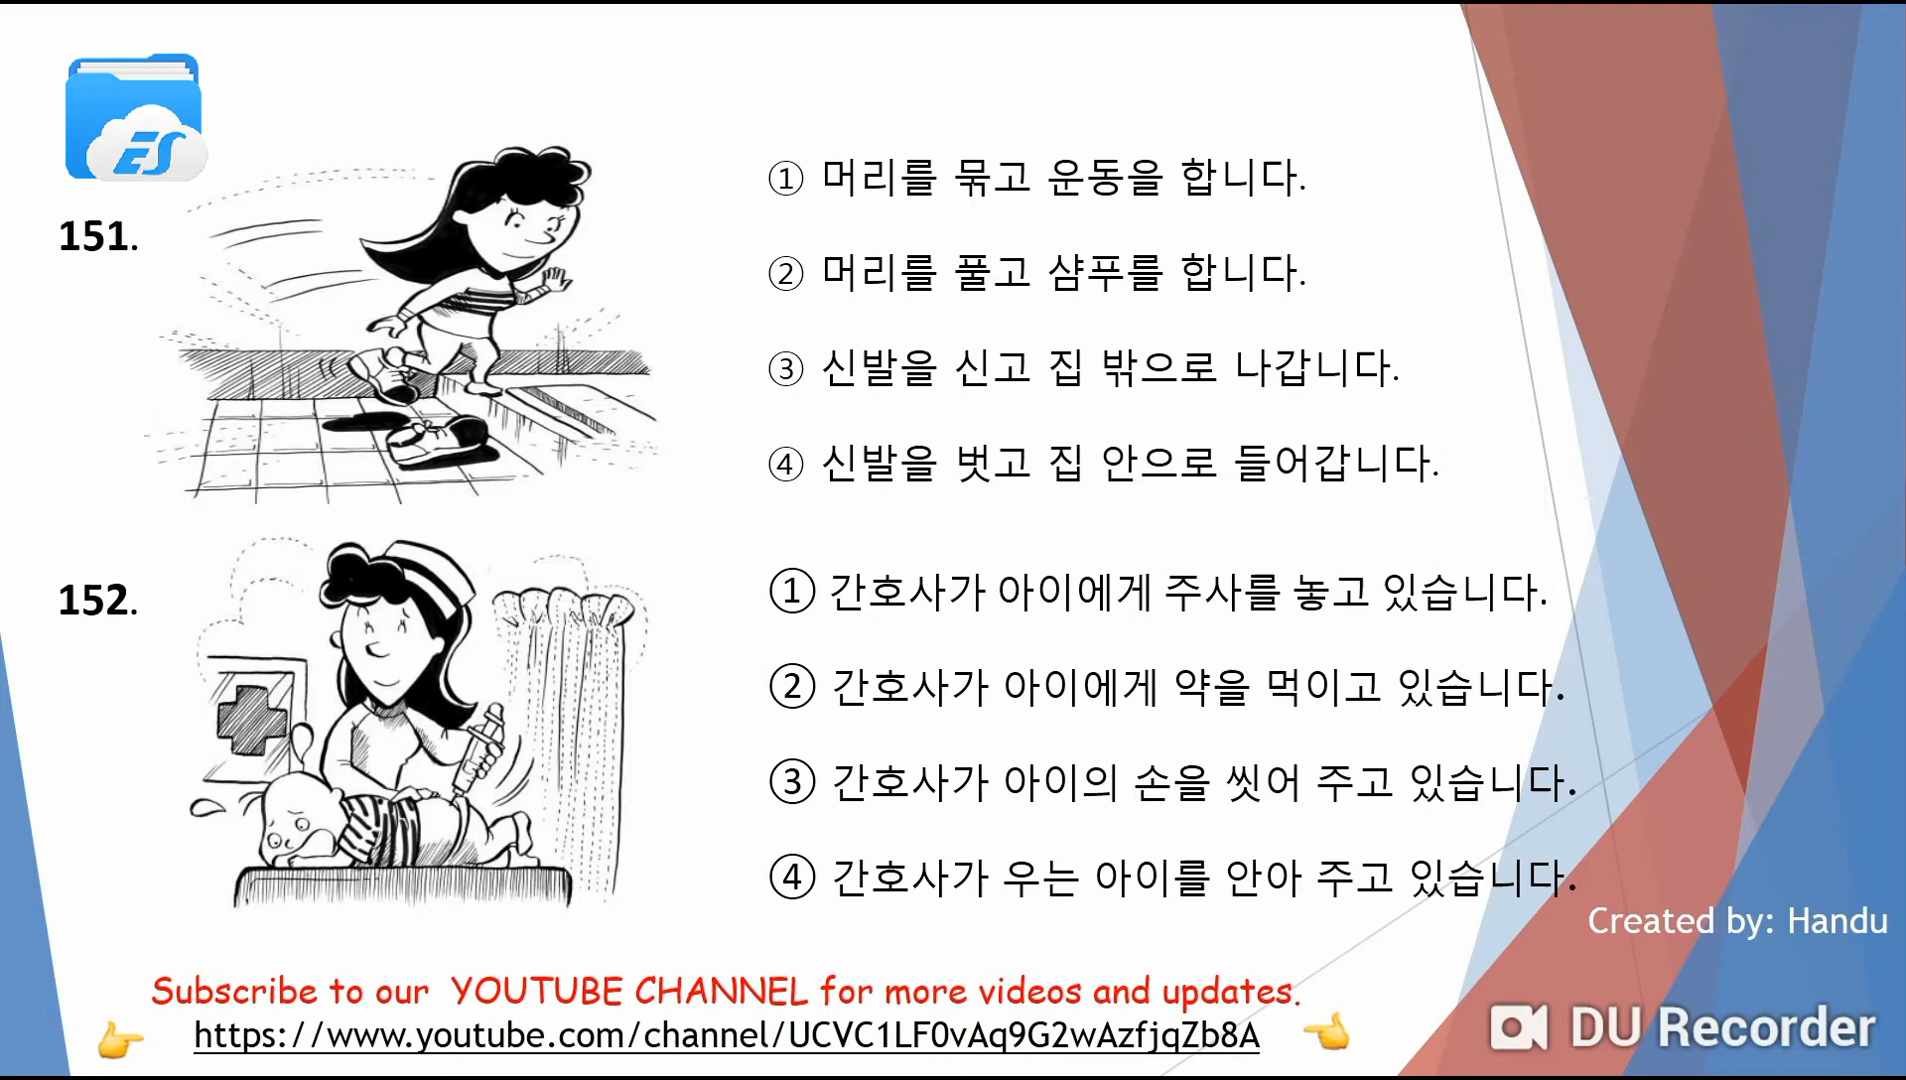 ES
151.
① 머리를 묶고 운동을 합니다.
② 머리를 풀고 샴푸를 합니다.
③ 신발을 신고 집 밖으로 나갑니다.
④ 신발을 벗고 집 안으로 들어갑니다.
152.
① 간호사가 아이에게 주사를 놓고 있습니다.
② 간호사가 아이에게 약을 먹이고 있습니다.
③ 간호사가 아이의 손을 씻어 주고 있습니다.
④ 간호사가 우는 아이를 안아 주고 있습니다.
Created by: Handu
Subscribe to our YOUTUBE CHANNEL for more videos and updates.
https://www.youtube.com/channel/UCVC1LF0vAq9G2wAzfjqZb8A
DU Recorder